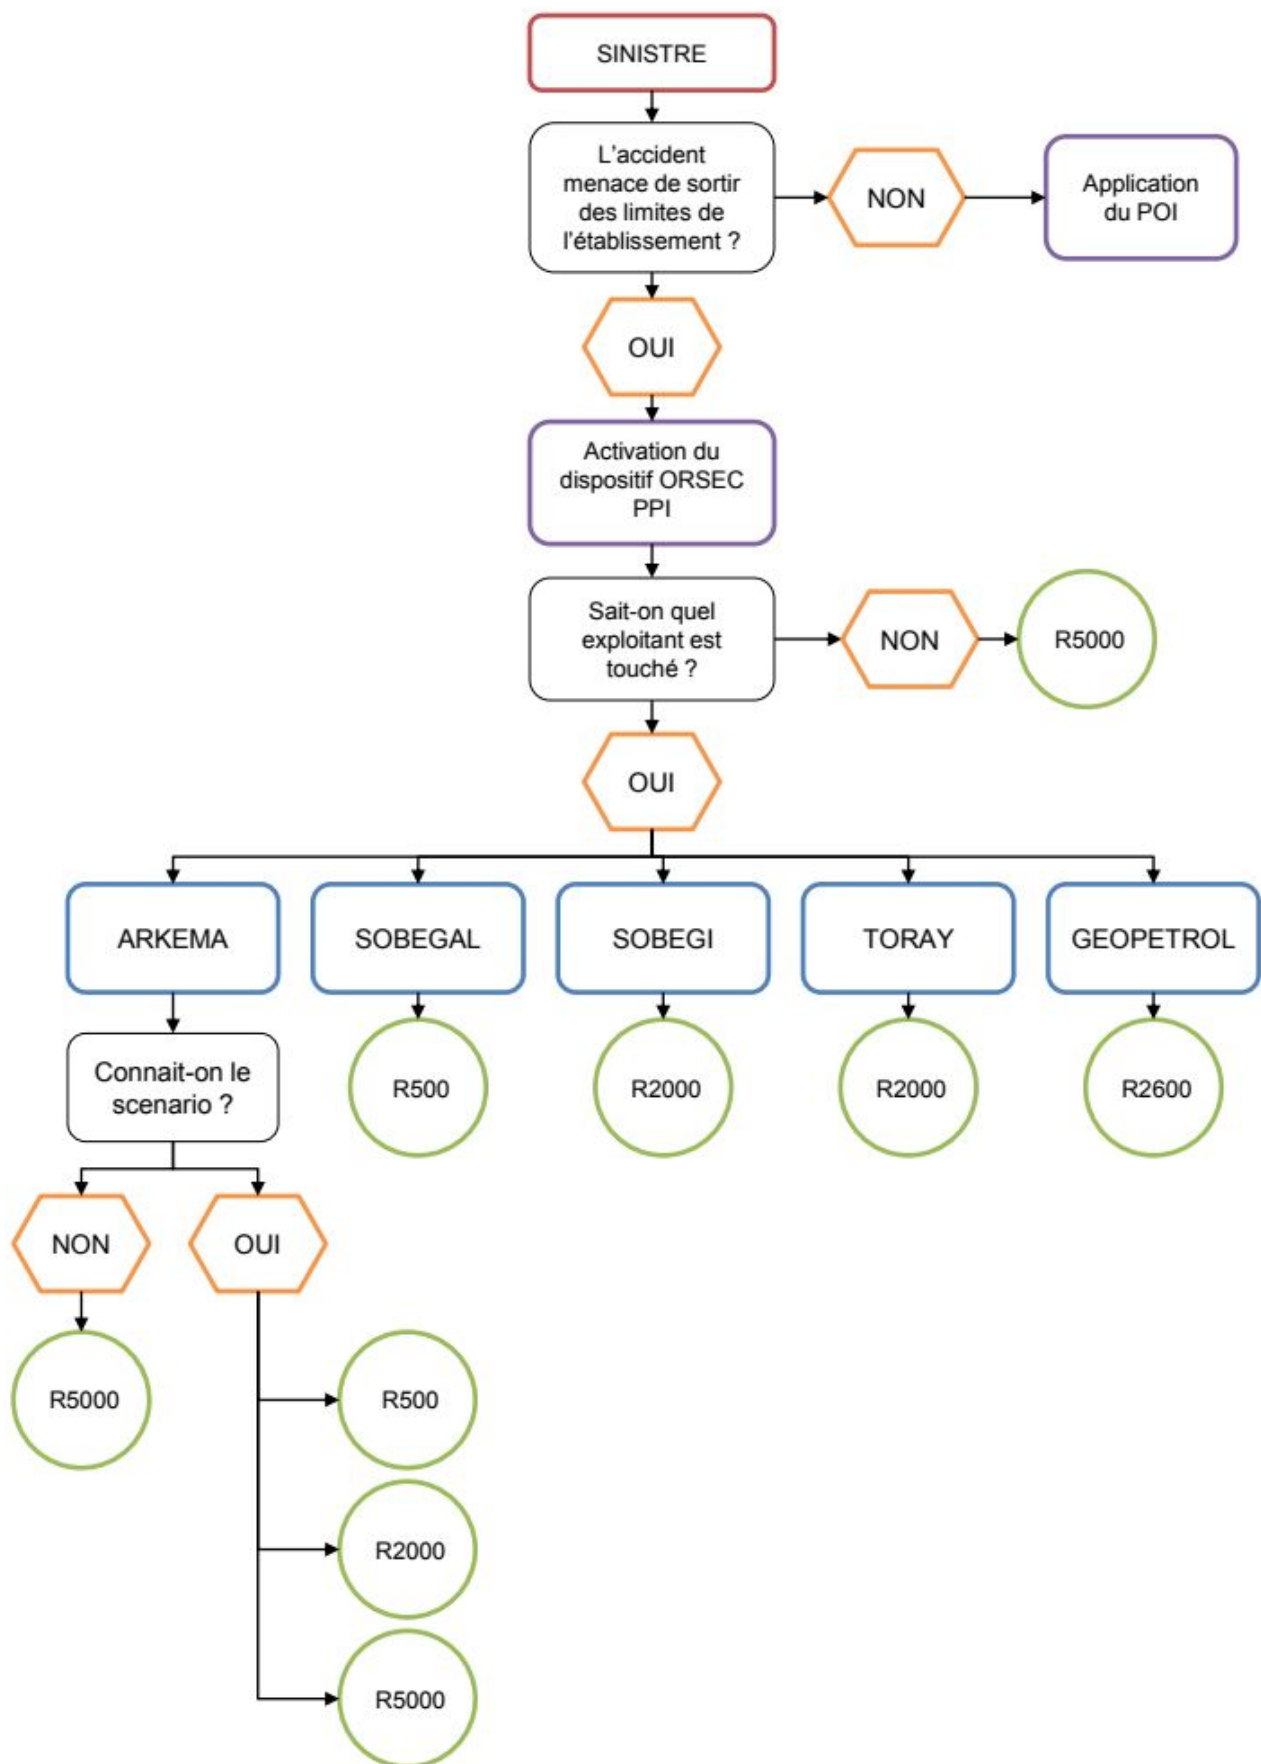 SINISTRE
L'accident
menace de sortir
des limites de
l'établissement ?
NON
Application
du POI
OUI
Activation du
dispositif ORSEC
PPI
Sait-on quel
exploitant est
touché ?
NON
R5000
OUI
ARKEMA
SOBEGAL
SOBEGI
TORAY
GEOPETROL
R500
R2000
R2000
R2600
Connait-on le
scenario ?
NON
OUI
R5000
R500
R2000
R5000